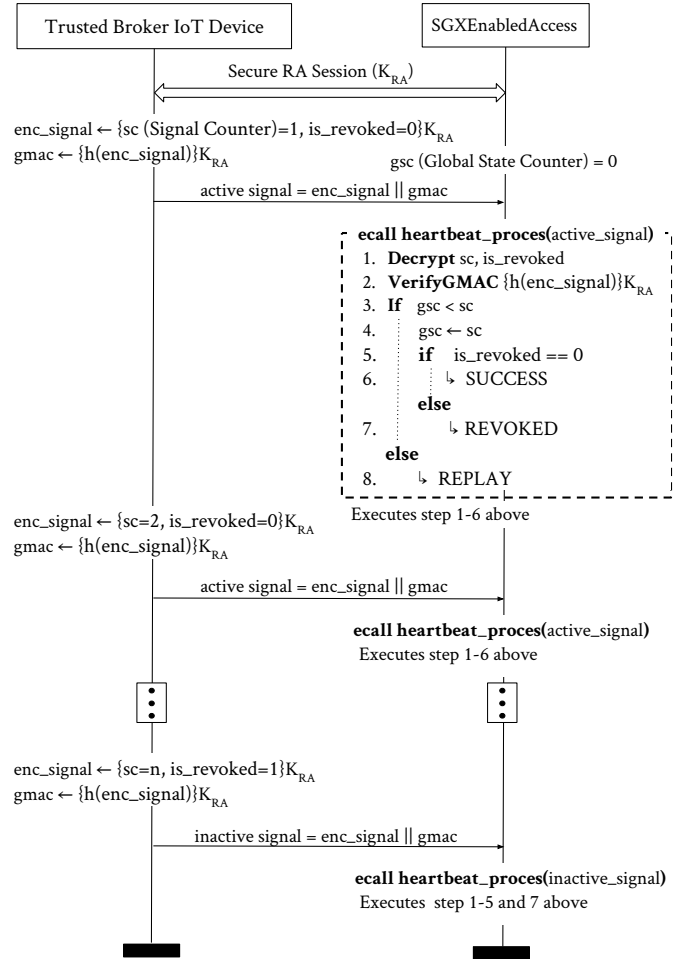 Trusted Broker IoT Device
SGXEnabledAccess
Secure RA Session (K_RA)
enc_signal ← {sc (Signal Counter)=1, is_revoked=0}K_RA
gmac ← {h(enc_signal)}K_RA
gsc (Global State Counter) = 0
active signal = enc_signal || gmac
ecall heartbeat_proces(active_signal)
1. Decrypt sc, is_revoked
2. VerifyGMAC {h(enc_signal)}K_RA
3. If gsc < sc
4. gsc ← sc
5. if is_revoked == 0
6. ↳ SUCCESS
else
7. ↳ REVOKED
else
8. ↳ REPLAY
Executes step 1-6 above
enc_signal ← {sc=2, is_revoked=0}K_RA
gmac ← {h(enc_signal)}K_RA
active signal = enc_signal || gmac
ecall heartbeat_proces(active_signal)
Executes step 1-6 above
enc_signal ← {sc=n, is_revoked=1}K_RA
gmac ← {h(enc_signal)}K_RA
inactive signal = enc_signal || gmac
ecall heartbeat_proces(inactive_signal)
Executes step 1-5 and 7 above